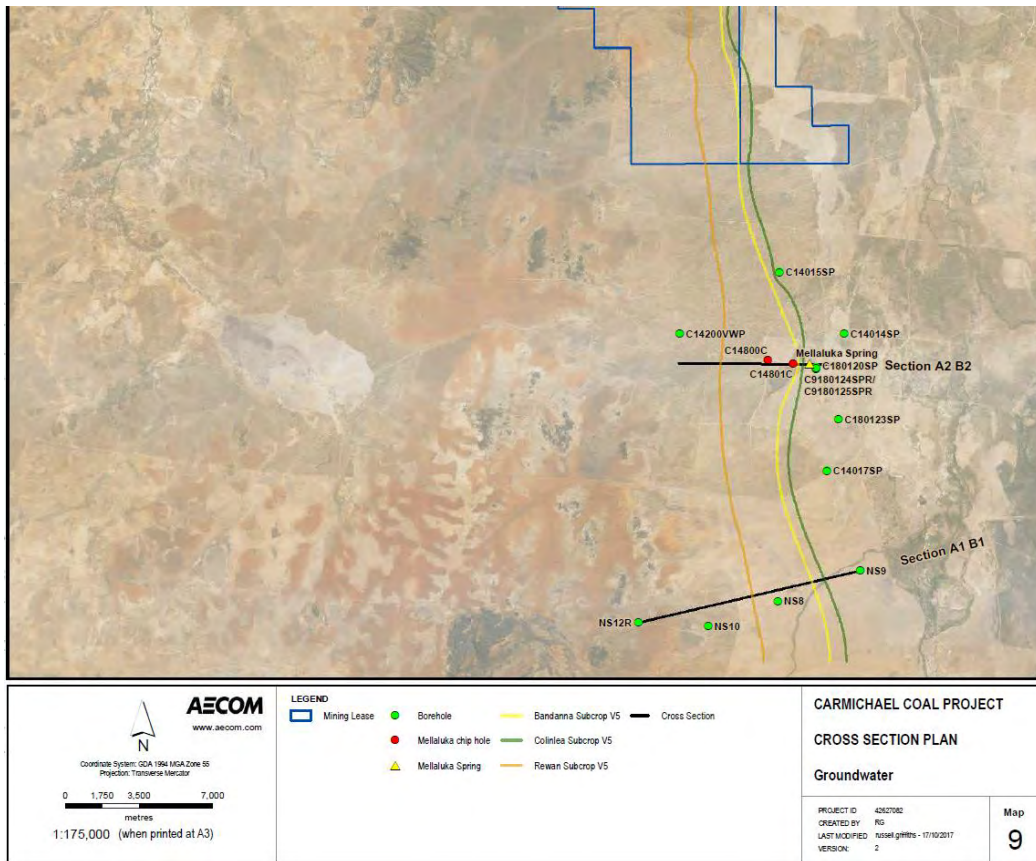 C14015SP
C14200VWP
C14014SP
C14800C
Mellaluka Spring
C14801C
C180120SP
Section A2 B2
C9180124SPR/
C9180125SPR
C180123SP
C14017SP
Section A1 B1
NS9
NS8
NS12R
NS10
AECOM
www.aecom.com
N
Coordinate System: GDA 1994 MGA Zone 55
Projection: Transverse Mercator
0 1,750 3,500 7,000
metres
1:175,000 (when printed at A3)
LEGEND
Mining Lease
Borehole
Bandanna Subcrop V5
Cross Section
Mellaluka chip hole
Colinlea Subcrop V5
Mellaluka Spring
Rewan Subcrop V5
CARMICHAEL COAL PROJECT
CROSS SECTION PLAN
Groundwater
PROJECT ID 42627082
CREATED BY RG
LAST MODIFIED russell.griffiths - 17/10/2017
VERSION: 2
Map
9